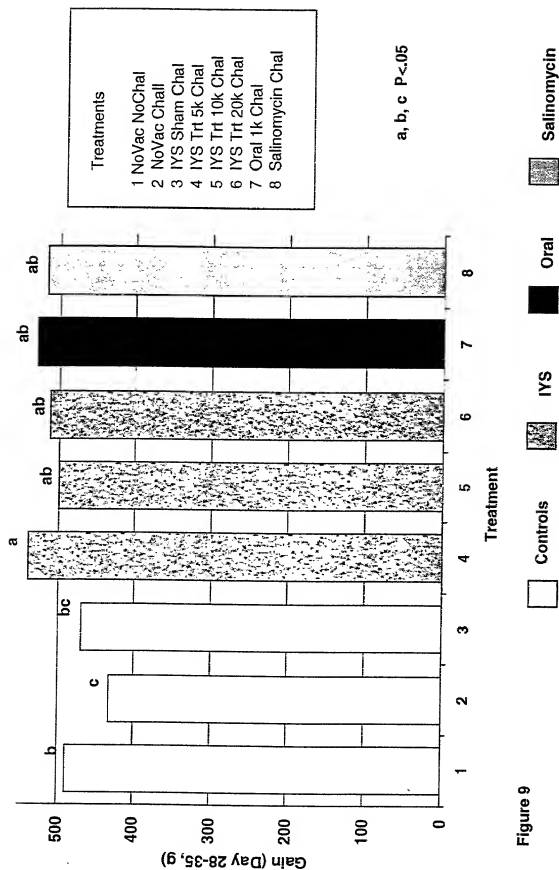 Treatments
1 NoVac NoChal
2 NoVac Chall
3 IYS Sham Chal
4 IYS Trt 5k Chal
5 IYS Trt 10k Chal
6 IYS Trt 20k Chal
7 Oral 1k Chal
8 Salinomycin Chal
a, b, c P<.05
Gain (Day 28-35, g)
500
400
300
200
100
0
b
c
bc
a
ab
ab
ab
ab
1
2
3
4
5
6
7
8
Treatment
Controls
IYS
Oral
Salinomycin
Figure 9